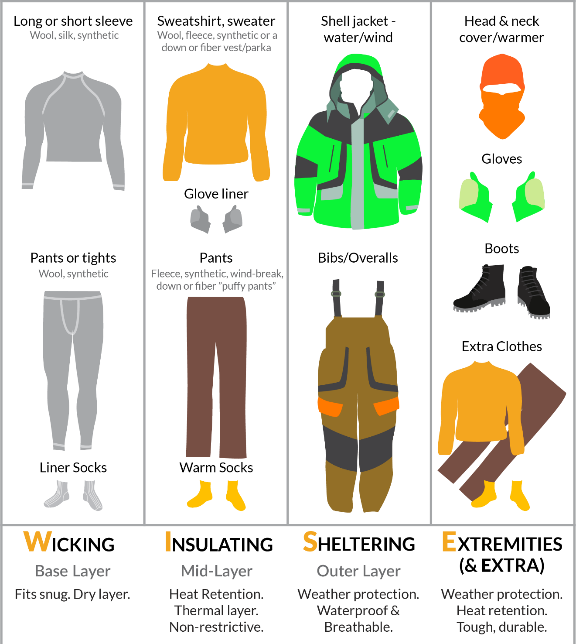 Long or short sleeve
Wool, silk, synthetic
Pants or tights
Wool, synthetic
Liner Socks
WICKING
Base Layer
Fits snug. Dry layer.
Sweatshirt, sweater
Wool, fleece, synthetic or a
down or fiber vest/parka
Glove liner
Pants
Fleece, synthetic, wind-break,
down or fiber "puffy pants"
Warm Socks
INSULATING
Mid-Layer
Heat Retention.
Thermal layer.
Non-restrictive.
Shell jacket -
water/wind
Bibs/Overalls
SHELTERING
Outer Layer
Weather protection.
Waterproof &
Breathable.
Head & neck
cover/warmer
Gloves
Boots
Extra Clothes
EXTREMITIES
(& EXTRA)
Weather protection.
Heat retention.
Tough, durable.